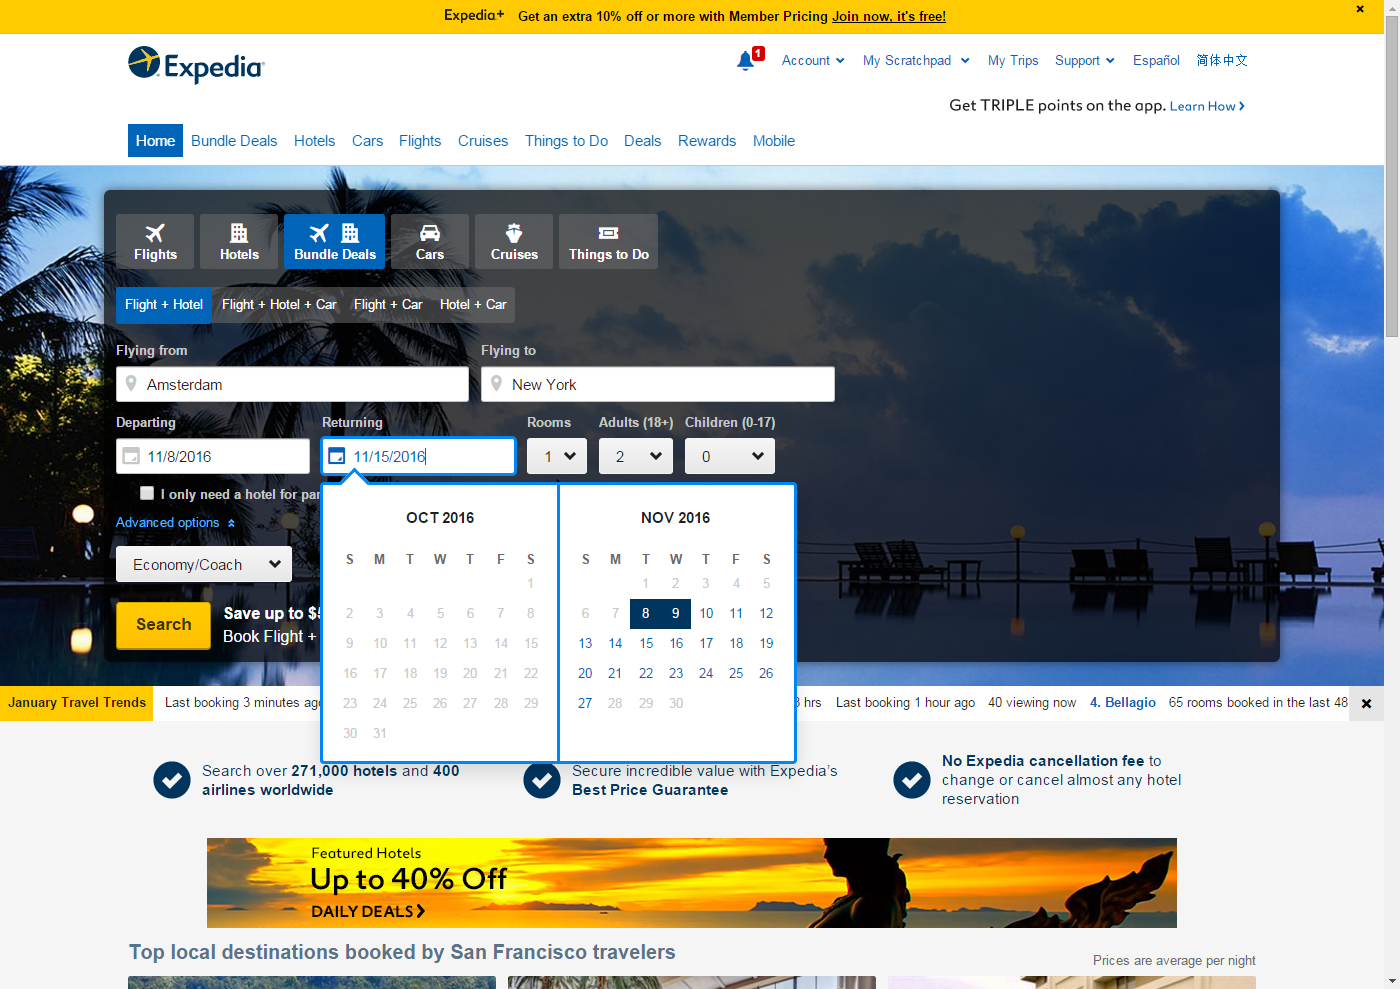 Expedia+ Get an extra 10% off or more with Member Pricing Join now, it's free!
Expedia
1
Account My Scratchpad My Trips Support Español 简体中文
Get TRIPLE points on the app. Learn How
Home Bundle Deals Hotels Cars Flights Cruises Things to Do Deals Rewards Mobile
Flights Hotels Bundle Deals Cars Cruises Things to Do
Flight + Hotel Flight + Hotel + Car Flight + Car Hotel + Car
Flying from Flying to
Amsterdam New York
Departing Returning Rooms Adults (18+) Children (0-17)
11/8/2016 11/15/2016 1 2 0
I only need a hotel for par
Advanced options
Economy/Coach
Search
Save up to $5
Book Flight +
OCT 2016
S M T W T F S
1
2 3 4 5 6 7 8
9 10 11 12 13 14 15
16 17 18 19 20 21 22
23 24 25 26 27 28 29
30 31
NOV 2016
S M T W T F S
1 2 3 4 5
6 7 8 9 10 11 12
13 14 15 16 17 18 19
20 21 22 23 24 25 26
27 28 29 30
January Travel Trends Last booking 3 minutes ago hrs Last booking 1 hour ago 40 viewing now 4. Bellagio 65 rooms booked in the last 48
Search over 271,000 hotels and 400
airlines worldwide
Secure incredible value with Expedia's
Best Price Guarantee
No Expedia cancellation fee to
change or cancel almost any hotel
reservation
Featured Hotels
Up to 40% Off
DAILY DEALS
Top local destinations booked by San Francisco travelers
Prices are average per night